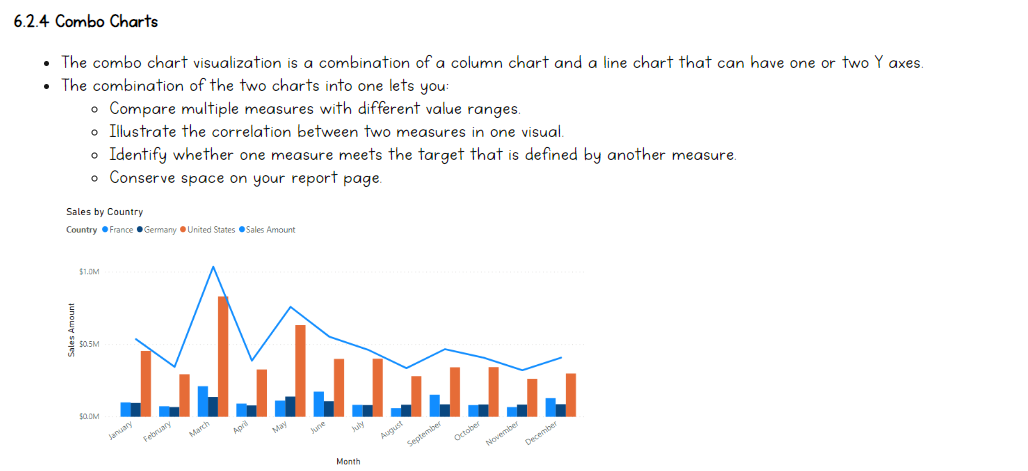 6.2.4 Combo Charts
• The combo chart visualization is a combination of a column chart and a line chart that can have one or two Y axes.
• The combination of the two charts into one lets you:
○ Compare multiple measures with different value ranges.
○ Illustrate the correlation between two measures in one visual.
○ Identify whether one measure meets the target that is defined by another measure.
○ Conserve space on your report page.
Sales by Country
Country France Germany United States Sales Amount
$1.0M
$0.5M
$0.0M
Sales Amount
January February March April May June July August September October November December
Month